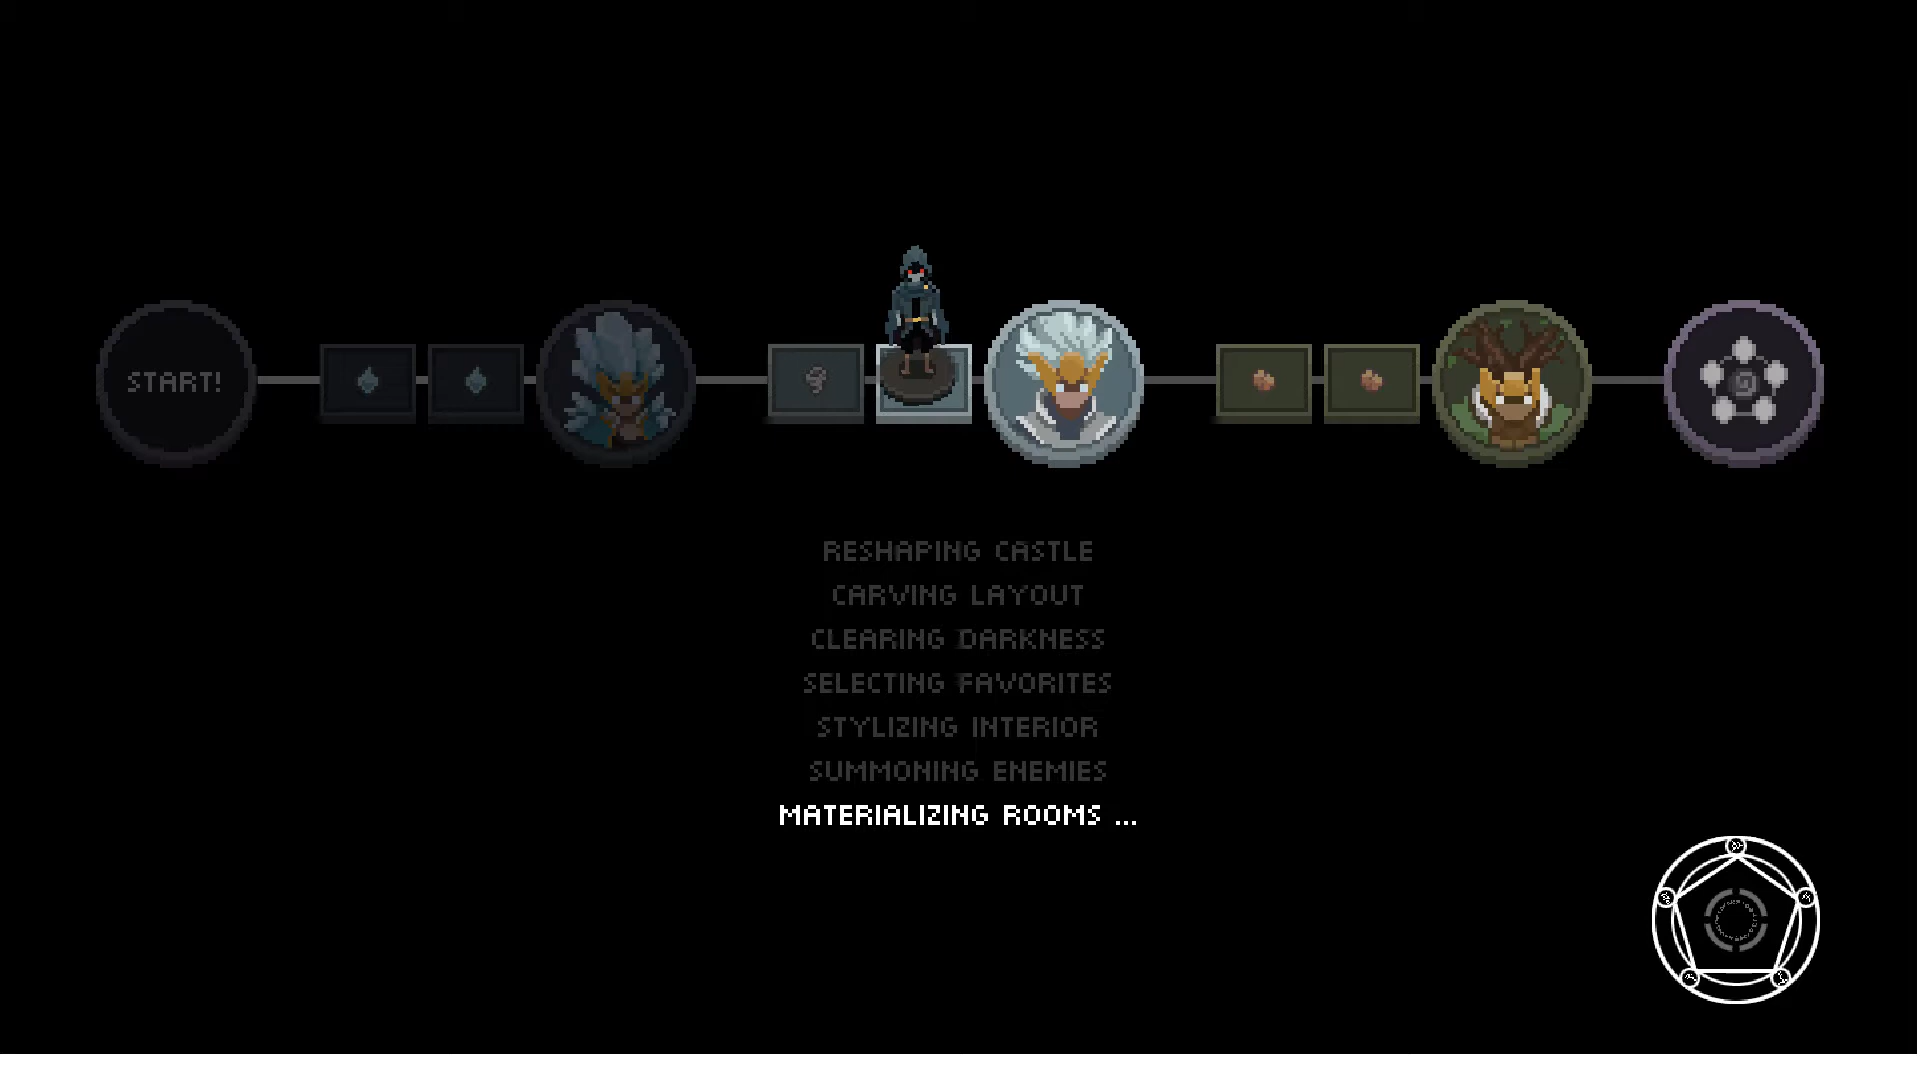 START!
RESHAPING CASTLE
CARVING LAYOUT
CLEARING DARKNESS
SELECTING FAVORITES
STYLIZING INTERIOR
SUMMONING ENEMIES
MATERIALIZING ROOMS ...